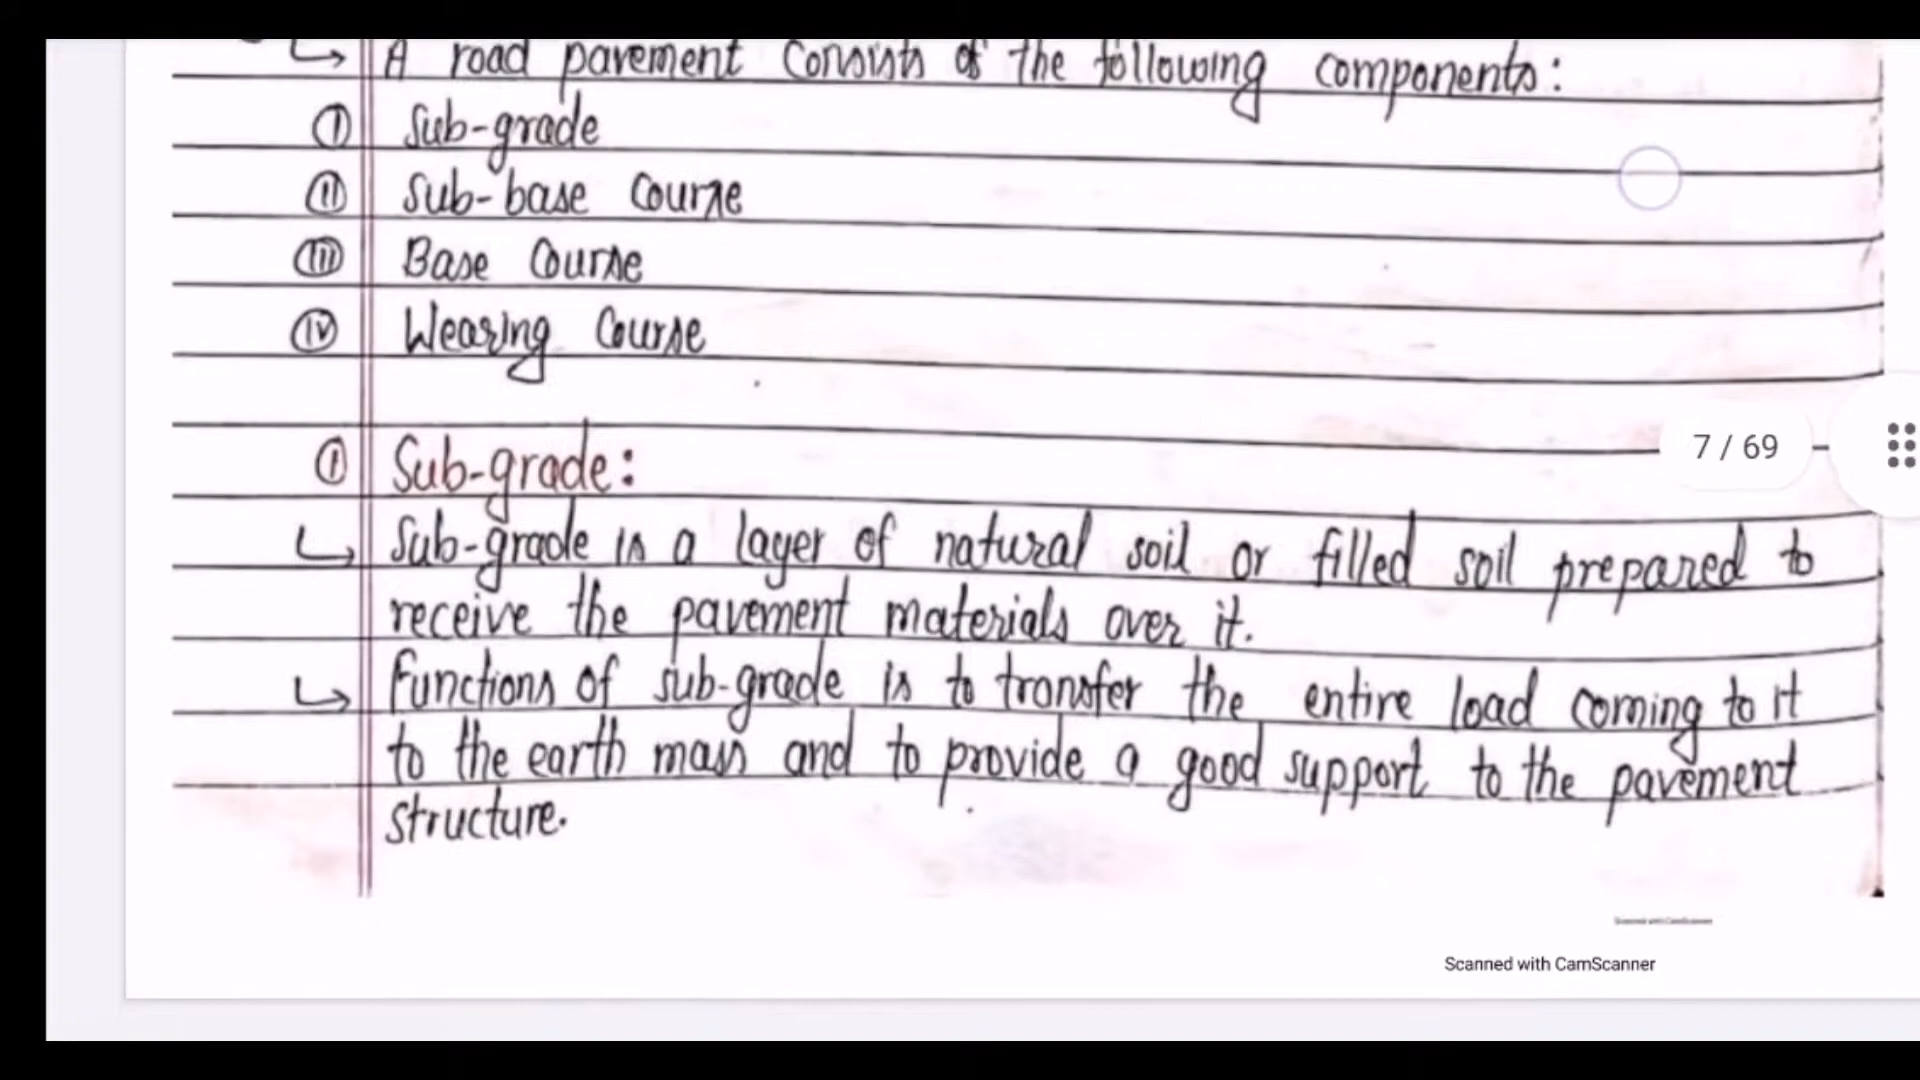 ↳ A road pavement consists of the following components:
(i) Sub-grade
(ii) Sub-base Course
(iii) Base Course
(iv) Wearing Course
(i) Sub-grade:
↳ Sub-grade is a layer of natural soil or filled soil prepared to
receive the pavement materials over it.
↳ Functions of sub-grade is to transfer the entire load coming to it
to the earth mass and to provide a good support to the pavement
structure.
7 / 69
Scanned with CamScanner
Scanned with CamScanner